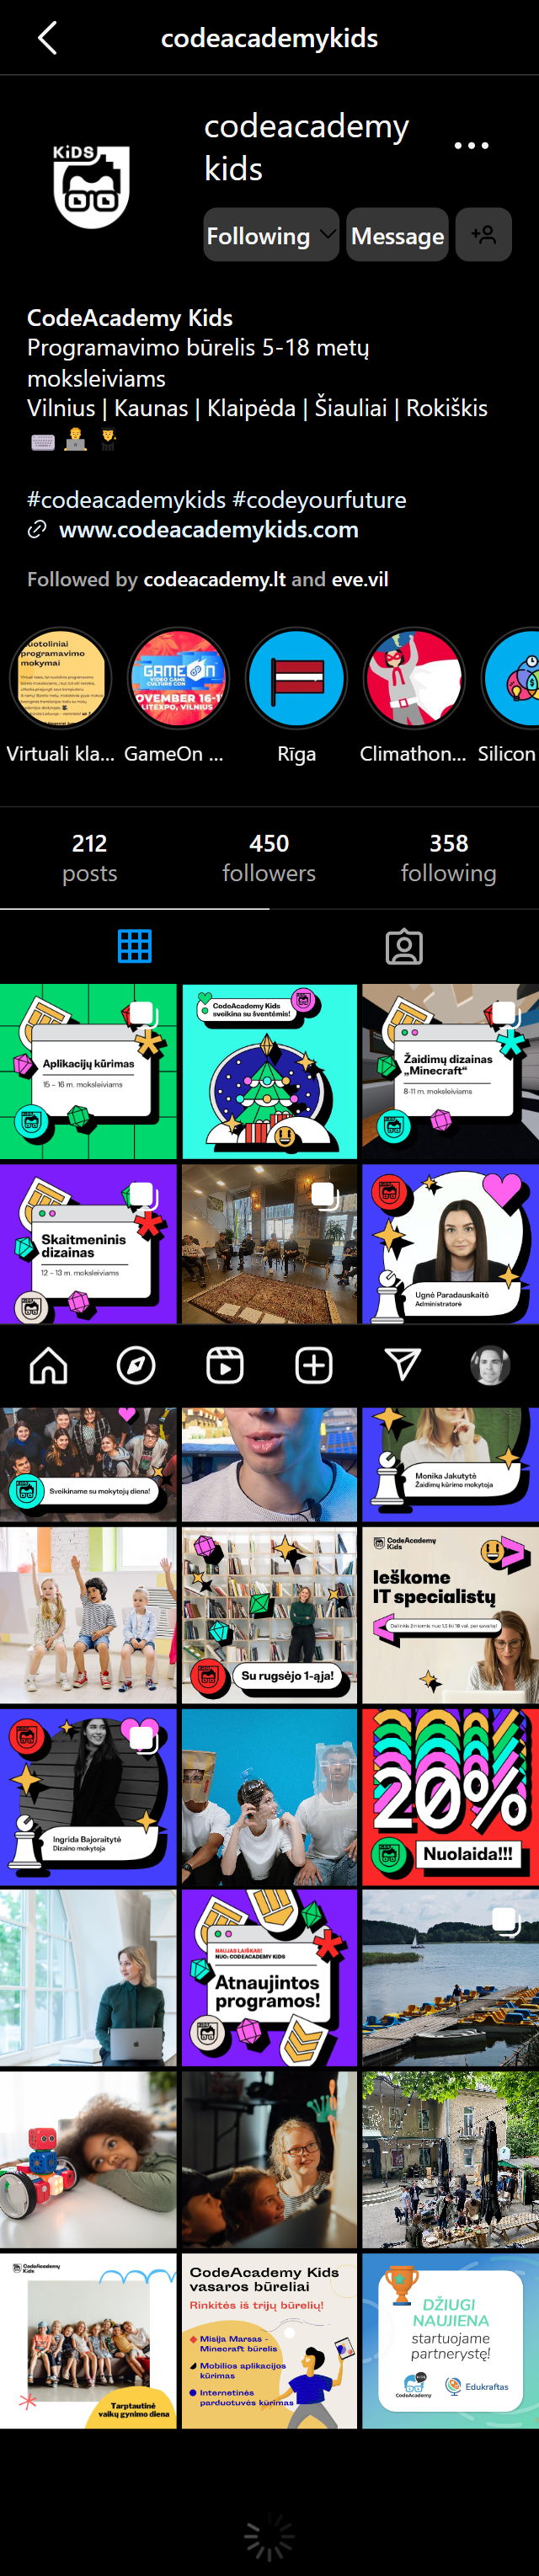 codeacademykids
KiDS
codeacademy
kids
Following
Message
CodeAcademy Kids
Programavimo būrelis 5-18 metų
moksleiviams
Vilnius | Kaunas | Klaipėda | Šiauliai | Rokiškis
#codeacademykids #codeyourfuture
www.codeacademykids.com
Followed by codeacademy.lt and eve.vil
uotoliniai
programavimo
mokymai
GAMEON
VIDEO GAME
CULTURE CON
OVEMBER 16-1
LITEXPO, VILNIUS
Virtuali kla...
GameOn ...
Rīga
Climathon...
Silicon
212
posts
450
followers
358
following
Aplikacijų kūrimas
15 – 16 m. moksleiviams
CodeAcademy Kids
sveikina su šventėmis!
Žaidimų dizainas
„Minecraft“
8-11 m. moksleiviams
Skaitmeninis
dizainas
12 – 13 m. moksleiviams
Ugnė Paradauskaitė
Administratorė
Sveikiname su mokytojų diena!
Monika Jakutytė
Žaidimų kūrimo mokytoja
Su rugsėjo 1-ąja!
CodeAcademy
Kids
Ieškome
IT specialistų
Ingrida Bajoraitytė
Dizaino mokytoja
20%
Nuolaida!!!
NAUJAS LAIŠKAS!
NUO: CODEACADEMY KIDS
Atnaujintos
programos!
CodeAcademy
Kids
Tarptautinė
vaikų gynimo diena
CodeAcademy Kids
vasaros būreliai
Rinkitės iš trijų būrelių!
Misija Marsas -
Minecraft būrelis
Mobilios aplikacijos
kūrimas
Internetinės
parduotuvės kūrimas
DŽIUGI
NAUJIENA
startuojame
partnerystę!
CodeAcademy
Edukraftas